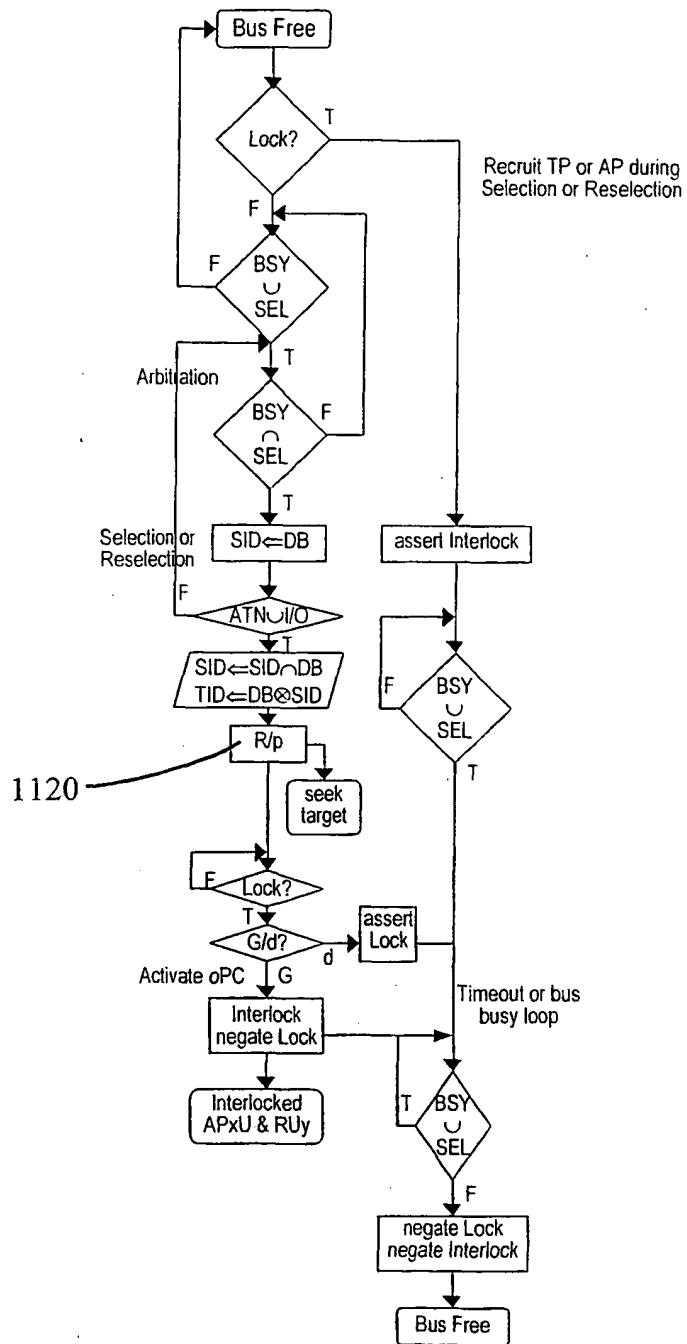 Bus Free
Lock?
T
Recruit TP or AP during
Selection or Reselection
F
F
BSY
∪
SEL
T
Arbitration
BSY
∩
SEL
F
T
Selection or
Reselection
SID⇐DB
assert Interlock
F
ATN∪I/O
T
SID⇐SID∩DB
TID⇐DB⊗SID
F
BSY
∪
SEL
T
R/p
1120
seek
target
F
Lock?
T
G/d?
d
assert
Lock
Activate oPC
G
Timeout or bus
busy loop
Interlock
negate Lock
T
BSY
∪
SEL
Interlocked
APxU & RUy
F
negate Lock
negate Interlock
Bus Free